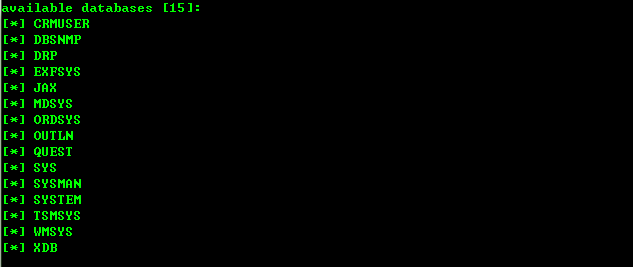 available databases [15]:
[*] CRMUSER
[*] DBSNMP
[*] DRP
[*] EXFSYS
[*] JAX
[*] MDSYS
[*] ORDSYS
[*] OUTLN
[*] QUEST
[*] SYS
[*] SYSMAN
[*] SYSTEM
[*] TSMSYS
[*] WMSYS
[*] XDB